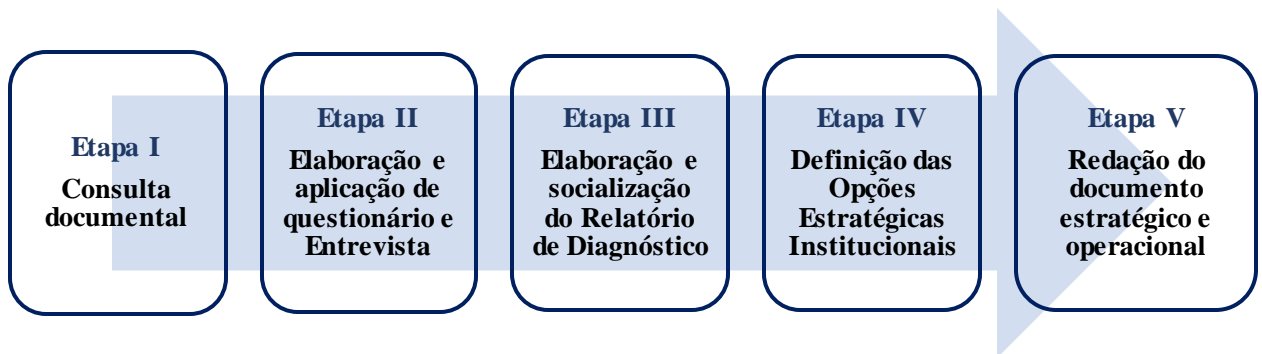 Etapa I
Consulta
documental
Etapa II
Elaboração e
aplicação de
questionário e
Entrevista
Etapa III
Elaboração e
socialização
do Relatório
de Diagnóstico
Etapa IV
Definição das
Opções
Estratégicas
Institucionais
Etapa V
Redação do
documento
estratégico e
operacional